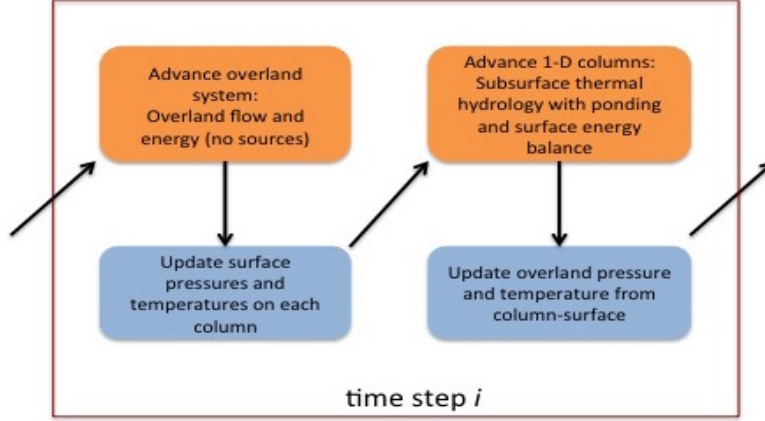 Advance overland
system:
Overland flow and
energy (no sources)
Update surface
pressures and
temperatures on each
column
Advance 1-D columns:
Subsurface thermal
hydrology with ponding
and surface energy
balance
Update overland pressure
and temperature from
column-surface
time step i